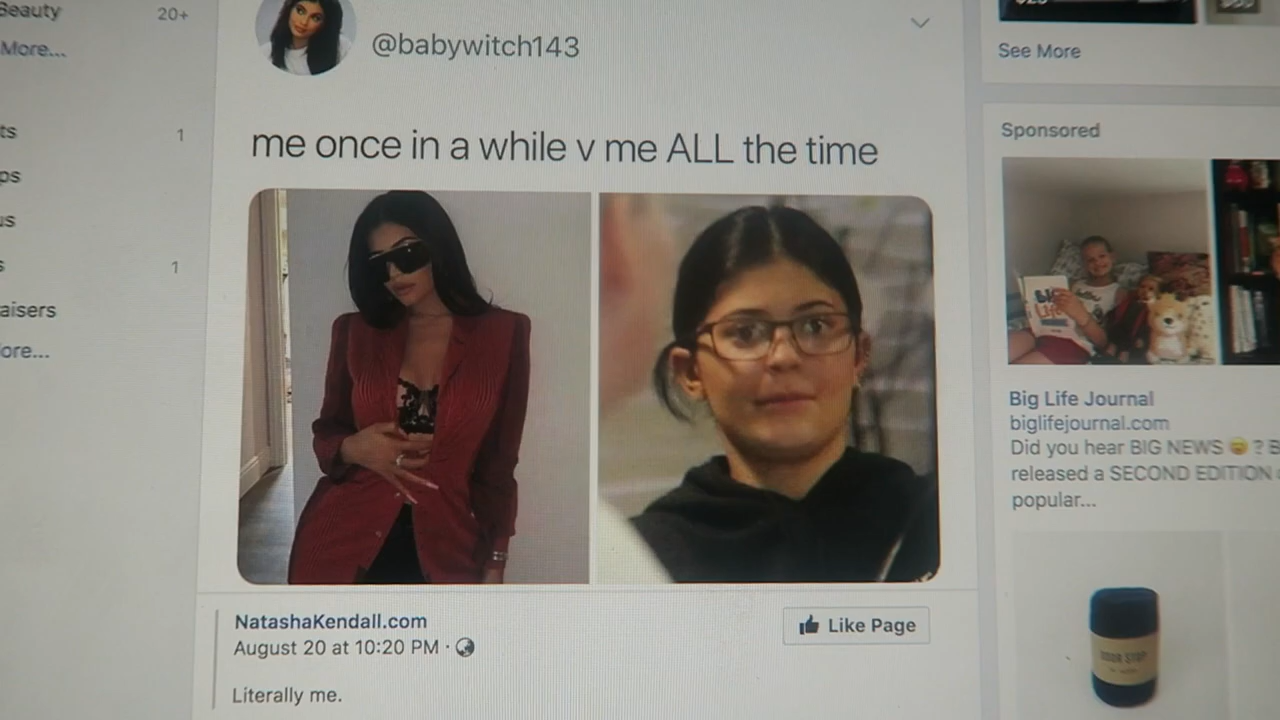 Beauty 20+
More...
ts 1
ps
us
s 1
aisers
ore...
@babywitch143
me once in a while v me ALL the time
NatashaKendall.com
August 20 at 10:20 PM ·
Like Page
Literally me.
See More
Sponsored
Big Life Journal
biglifejournal.com
Did you hear BIG NEWS 😄 ? B
released a SECOND EDITION
popular...
DOOR STOP